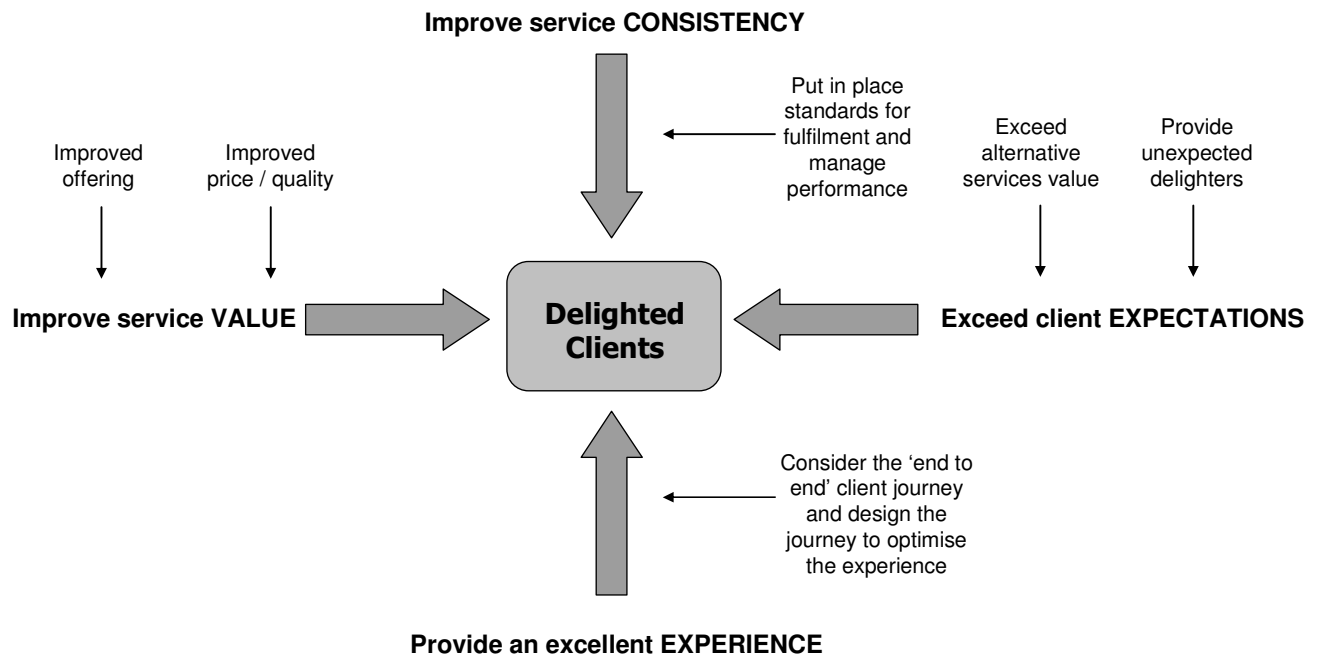 Improve service CONSISTENCY
Put in place
standards for
fulfilment and
manage
performance
Exceed
alternative
services value
Provide
unexpected
delighters
Improved
offering
Improved
price / quality
Improve service VALUE
Delighted
Clients
Exceed client EXPECTATIONS
Consider the ‘end to
end’ client journey
and design the
journey to optimise
the experience
Provide an excellent EXPERIENCE